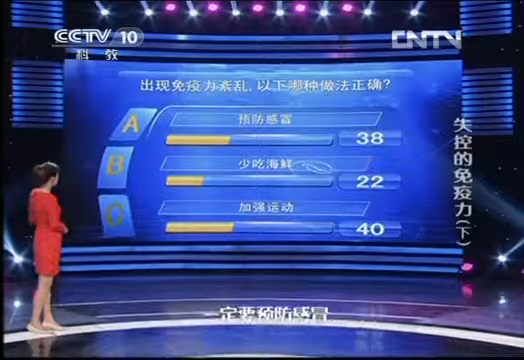 CCTV 10
科教
CNTV
出现免疫力紊乱,以下哪种做法正确?
A
预防感冒
38
B
少吃海鲜
22
C
加强运动
40
失控的免疫力(下)
一定要预防感冒